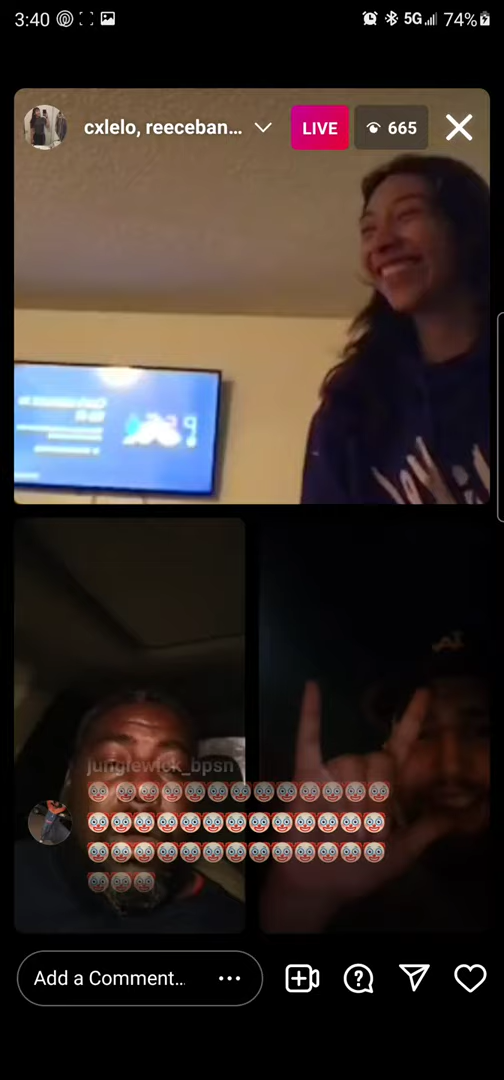 3:40 5G 74%
cxlelo, reeceban... LIVE 665
junglewick_bpsn
🤡🤡🤡🤡🤡🤡🤡🤡🤡🤡🤡🤡🤡
🤡🤡🤡🤡🤡🤡🤡🤡🤡🤡🤡🤡🤡
🤡🤡🤡🤡🤡🤡🤡🤡🤡🤡🤡🤡🤡
🤡🤡🤡
Add a Comment...